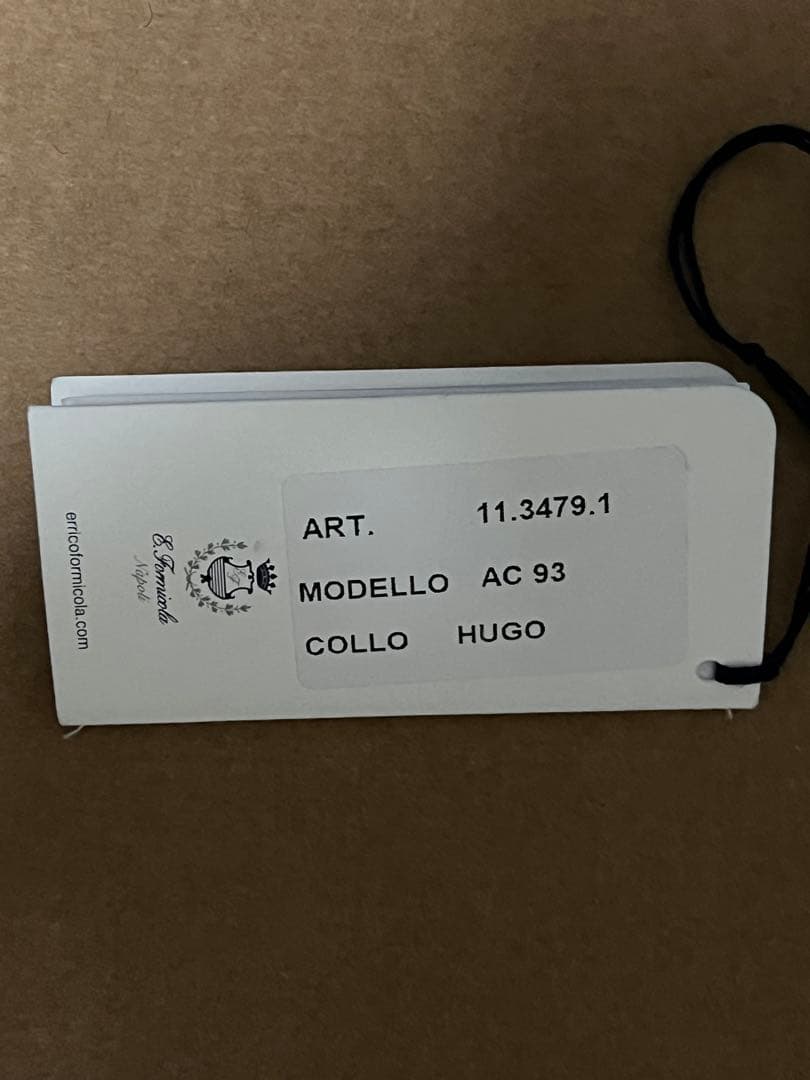 ART. 11.3479.1
MODELLO AC 93
COLLO HUGO
E. Formicola
Napoli
erricoformicola.com